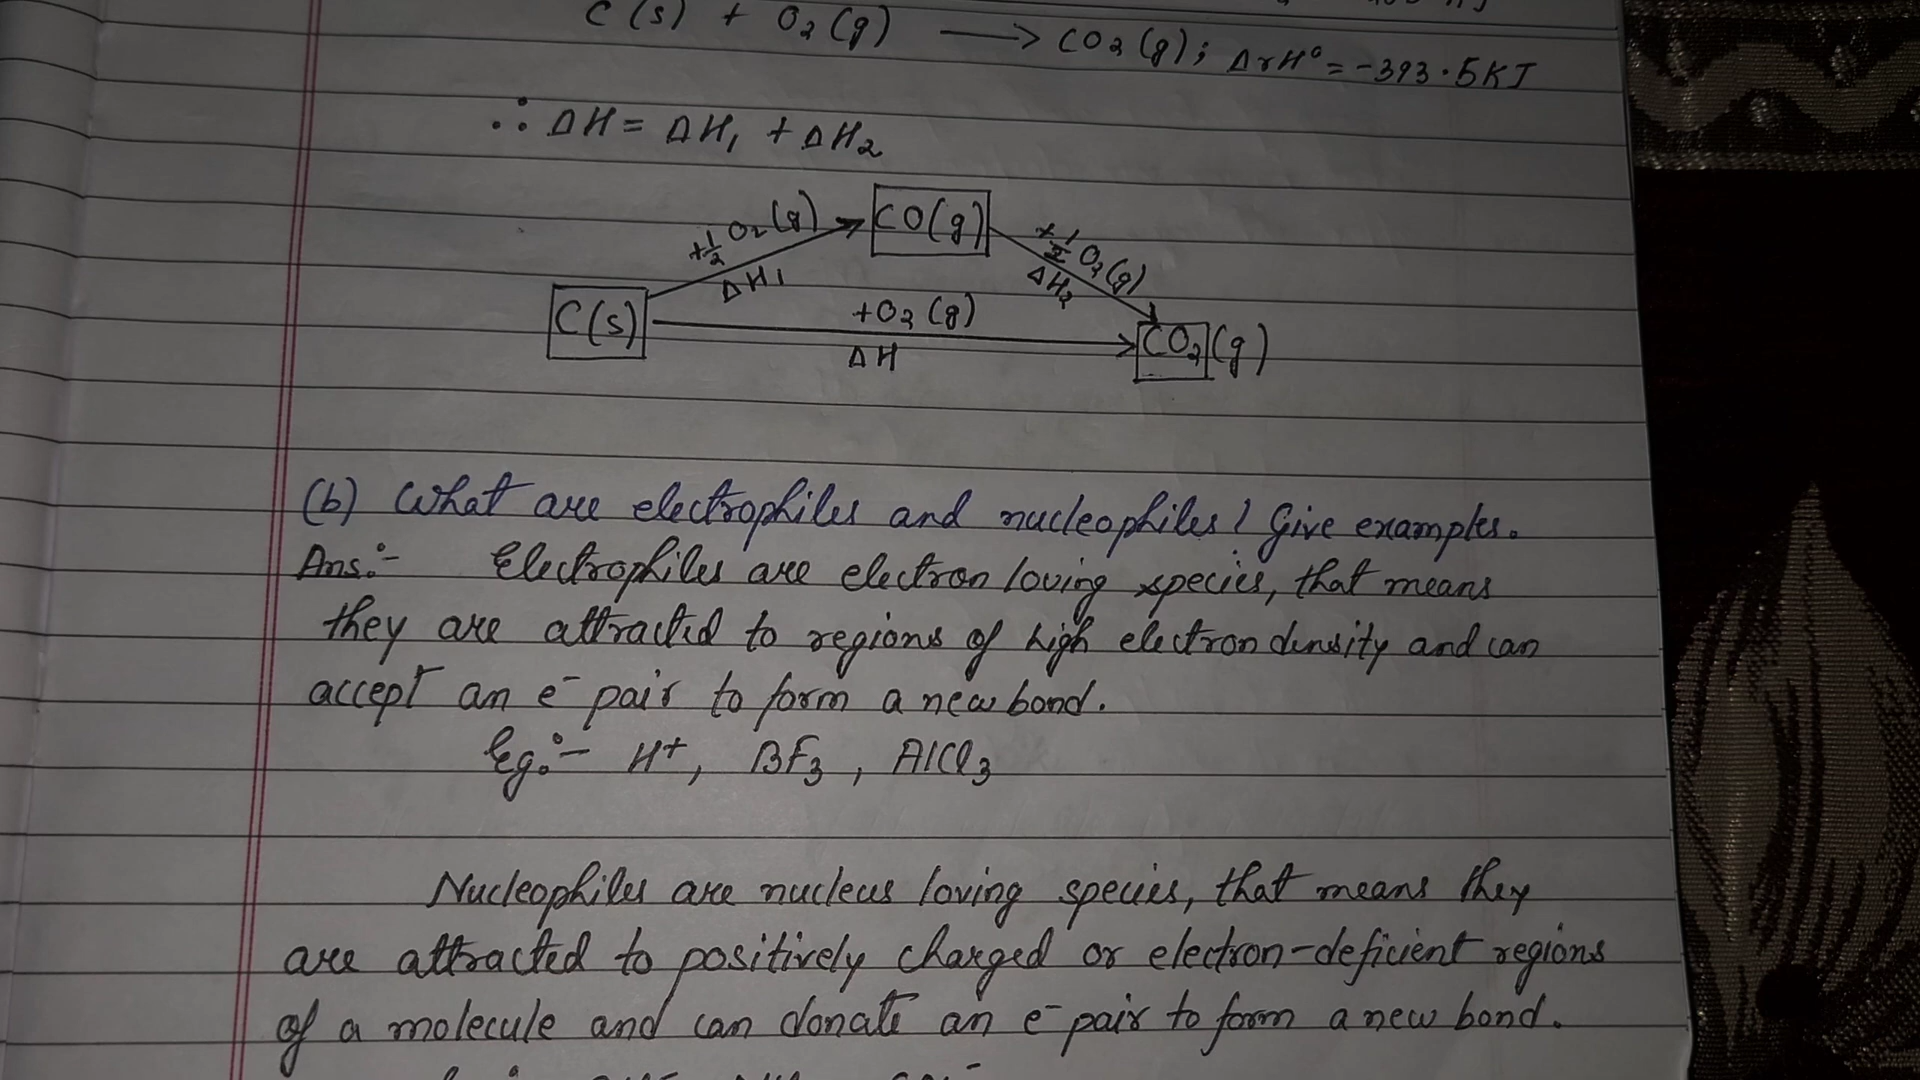 C(s) + O₂(g) ⟶ CO₂(g); ΔrH° = -393.5KJ
∴ ΔH = ΔH₁ + ΔH₂
+½ O₂(g)
CO(g)
+½ O₂(g)
ΔH₁
ΔH₂
C(s)
+O₂(g)
CO₂(g)
ΔH
(b) What are electrophiles and nucleophiles? Give examples.
Ans:- Electrophiles are electron loving species, that means
they are attracted to regions of high electron density and can
accept an e⁻ pair to form a new bond.
Eg:- H⁺, BF₃, AlCl₃
Nucleophiles are nucleus loving species, that means they
are attracted to positively charged or electron-deficient regions
of a molecule and can donate an e⁻ pair to form a new bond.